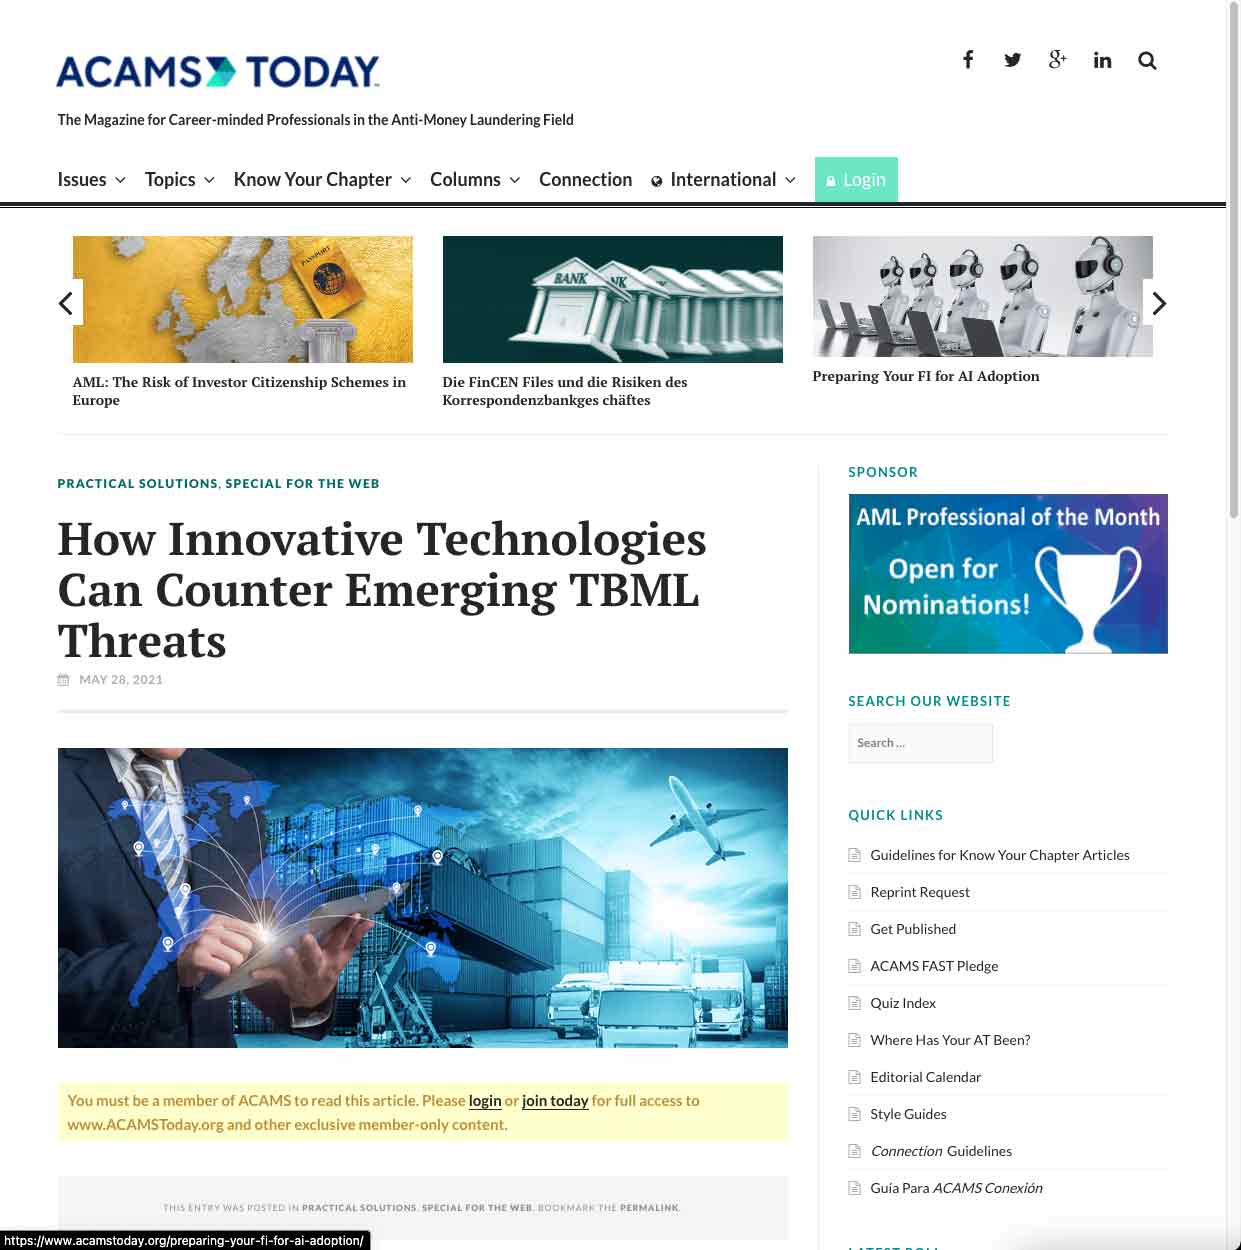 ACAMS TODAY
The Magazine for Career-minded Professionals in the Anti-Money Laundering Field
Issues Topics Know Your Chapter Columns Connection International Login
PASSPORT
BANK
AML: The Risk of Investor Citizenship Schemes in
Europe
Die FinCEN Files und die Risiken des
Korrespondenzbankges chäftes
Preparing Your FI for AI Adoption
PRACTICAL SOLUTIONS, SPECIAL FOR THE WEB
How Innovative Technologies
Can Counter Emerging TBML
Threats
MAY 28, 2021
You must be a member of ACAMS to read this article. Please login or join today for full access to
www.ACAMSToday.org and other exclusive member-only content.
THIS ENTRY WAS POSTED IN PRACTICAL SOLUTIONS, SPECIAL FOR THE WEB. BOOKMARK THE PERMALINK.
SPONSOR
AML Professional of the Month
Open for
Nominations!
SEARCH OUR WEBSITE
Search ...
QUICK LINKS
Guidelines for Know Your Chapter Articles
Reprint Request
Get Published
ACAMS FAST Pledge
Quiz Index
Where Has Your AT Been?
Editorial Calendar
Style Guides
Connection Guidelines
Guía Para ACAMS Conexión
LATEST POLL
https://www.acamstoday.org/preparing-your-fi-for-ai-adoption/